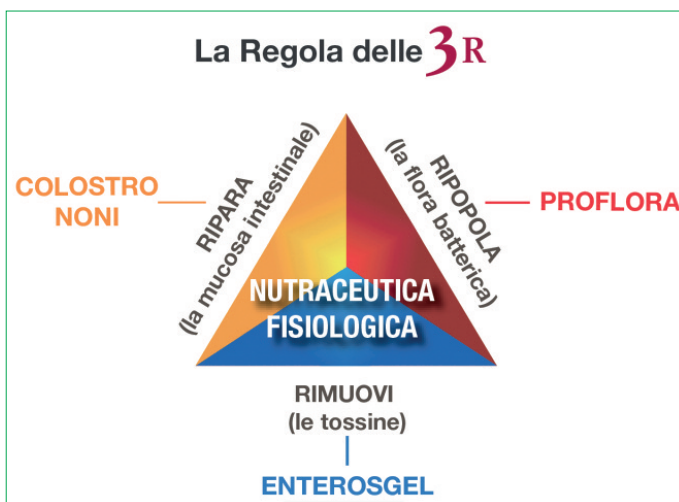 La Regola delle 3R
COLOSTRO
NONI
RIPARA
(la mucosa intestinale)
RIPOPOLA
(la flora batterica)
PROFLORA
NUTRACEUTICA
FISIOLOGICA
RIMUOVI
(le tossine)
ENTEROSGEL